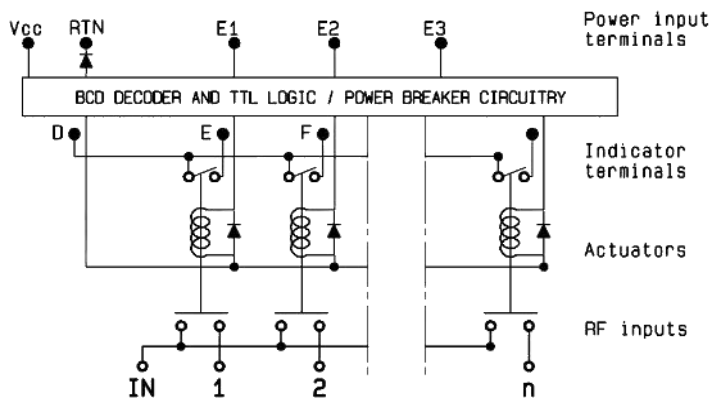 Vcc RTN E1 E2 E3 Power input
terminals
BCD DECODER AND TTL LOGIC / POWER BREAKER CIRCUITRY
D E F
Indicator
terminals
Actuators
RF inputs
IN 1 2 n